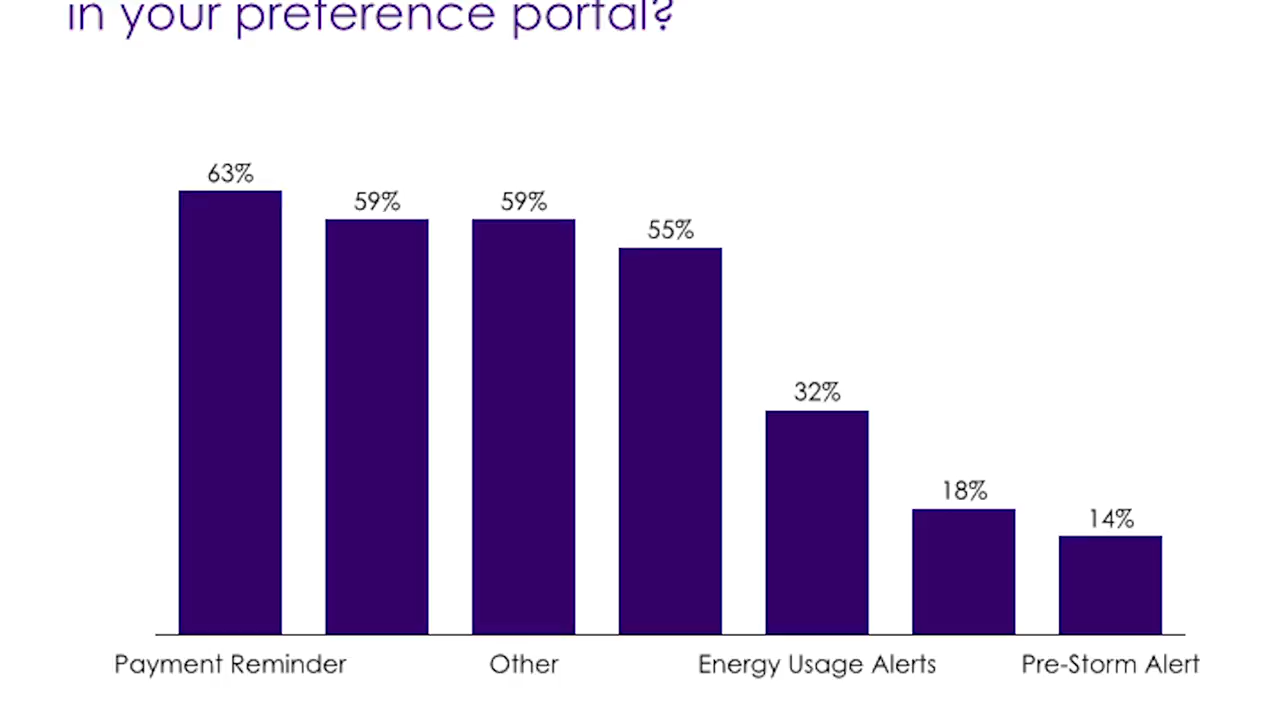 in your preference portal?
63%
59%
59%
55%
32%
18%
14%
Payment Reminder
Other
Energy Usage Alerts
Pre-Storm Alert